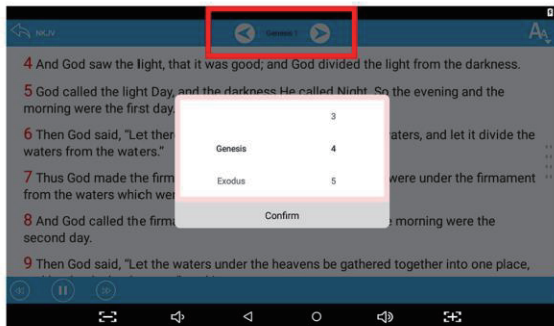 NKJV
Genesis 1
4 And God saw the light, that it was good; and God divided the light from the darkness.
5 God called the light Day, and the darkness He called Night. So the evening and the
morning were the first day.
6 Then God said, "Let ther aters, and let it divide the
waters from the waters."
7 Thus God made the firm were under the firmament
from the waters which wer
8 And God called the firma e morning were the
second day.
9 Then God said, "Let the waters under the heavens be gathered together into one place,
3
Genesis 4
Exodus 5
Confirm